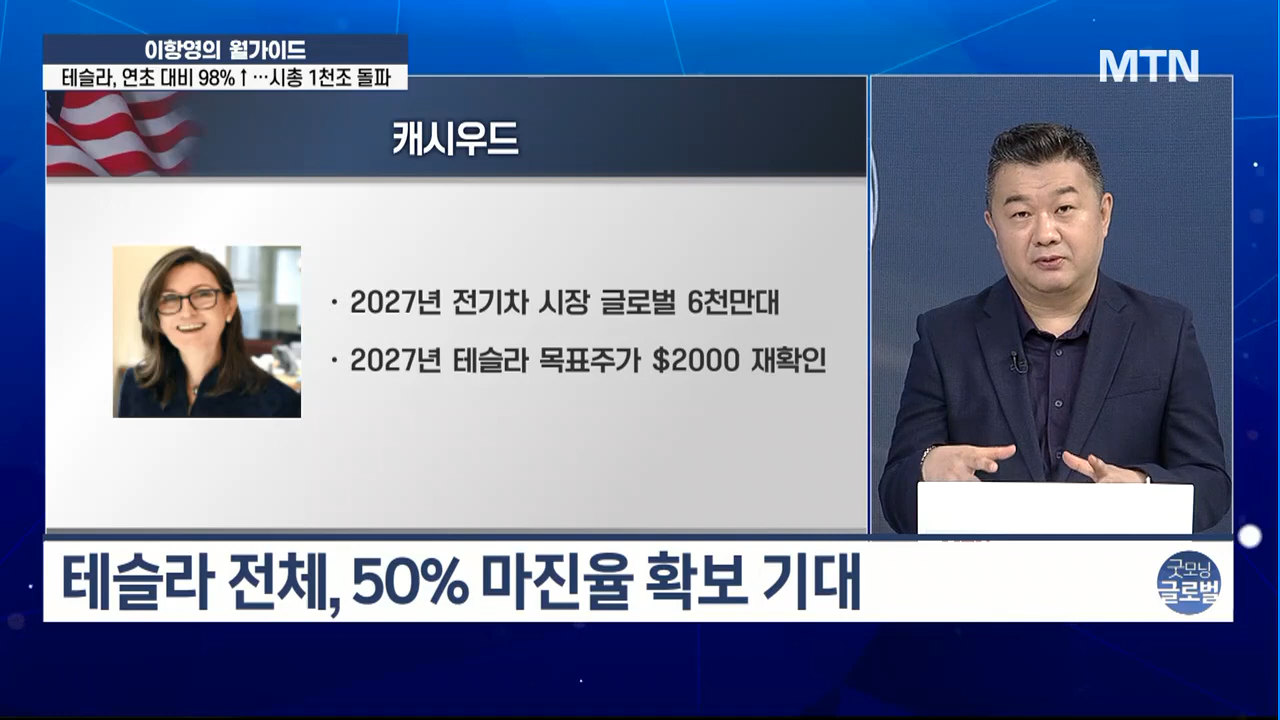 이항영의 월가이드
테슬라, 연초 대비 98%↑…시총 1천조 돌파
MTN
캐시우드
· 2027년 전기차 시장 글로벌 6천만대
· 2027년 테슬라 목표주가 $2000 재확인
테슬라 전체, 50% 마진율 확보 기대
굿모닝
글로벌